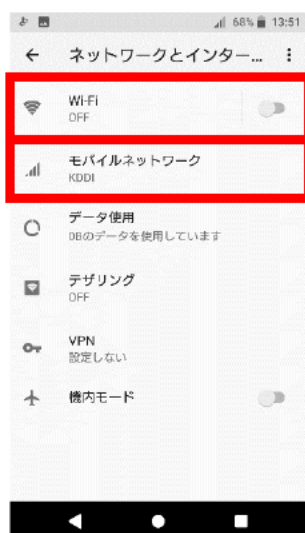 68% 13:51
ネットワークとインター...
Wi-Fi
OFF
モバイルネットワーク
KDDI
データ使用
0Bのデータを使用しています
テザリング
OFF
VPN
設定しない
機内モード